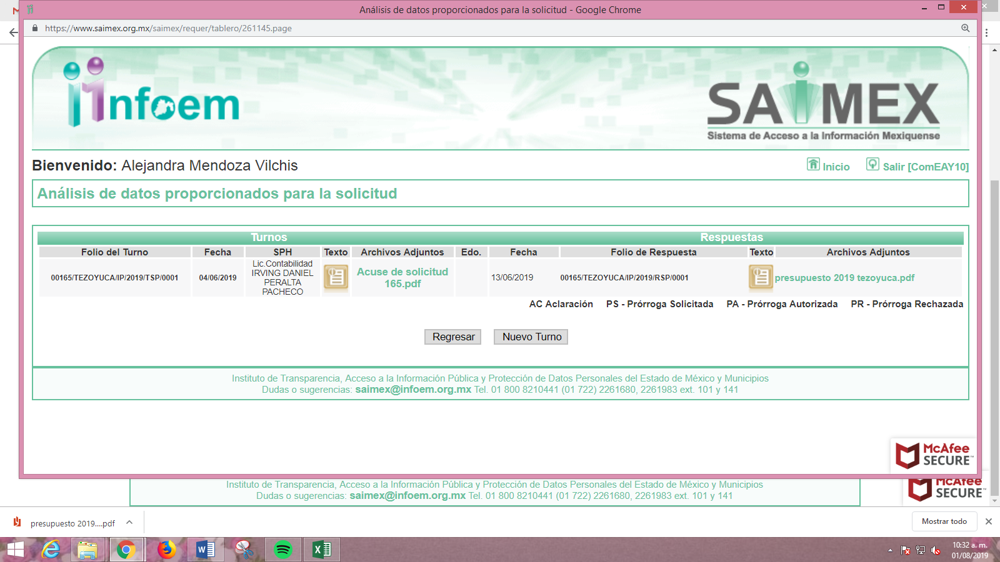 Análisis de datos proporcionados para la solicitud - Google Chrome
https://www.saimex.org.mx/saimex/requer/tablero/261145.page
infoem
SAIMEX
Sistema de Acceso a la Información Mexiquense
Bienvenido: Alejandra Mendoza Vilchis
Inicio Salir [ComEAY10]
Análisis de datos proporcionados para la solicitud
Turnos Respuestas
Folio del Turno Fecha SPH Texto Archivos Adjuntos Edo. Fecha Folio de Respuesta Texto Archivos Adjuntos
00165/TEZOYUCA/IP/2019/TSP/0001 04/06/2019 Lic.Contabilidad IRVING DANIEL PERALTA PACHECO Acuse de solicitud 165.pdf 13/06/2019 00165/TEZOYUCA/IP/2019/RSP/0001 presupuesto 2019 tezoyuca.pdf
AC Aclaración PS - Prórroga Solicitada PA - Prórroga Autorizada PR - Prórroga Rechazada
Regresar Nuevo Turno
Instituto de Transparencia, Acceso a la Información Pública y Protección de Datos Personales del Estado de México y Municipios
Dudas o sugerencias: saimex@infoem.org.mx Tel. 01 800 8210441 (01 722) 2261680, 2261983 ext. 101 y 141
McAfee
SECURE™
Instituto de Transparencia, Acceso a la Información Pública y Protección de Datos Personales del Estado de México y Municipios
Dudas o sugerencias: saimex@infoem.org.mx Tel. 01 800 8210441 (01 722) 2261680, 2261983 ext. 101 y 141
McAfee
SECURE™
presupuesto 2019....pdf
Mostrar todo
10:32 a. m.
01/08/2019